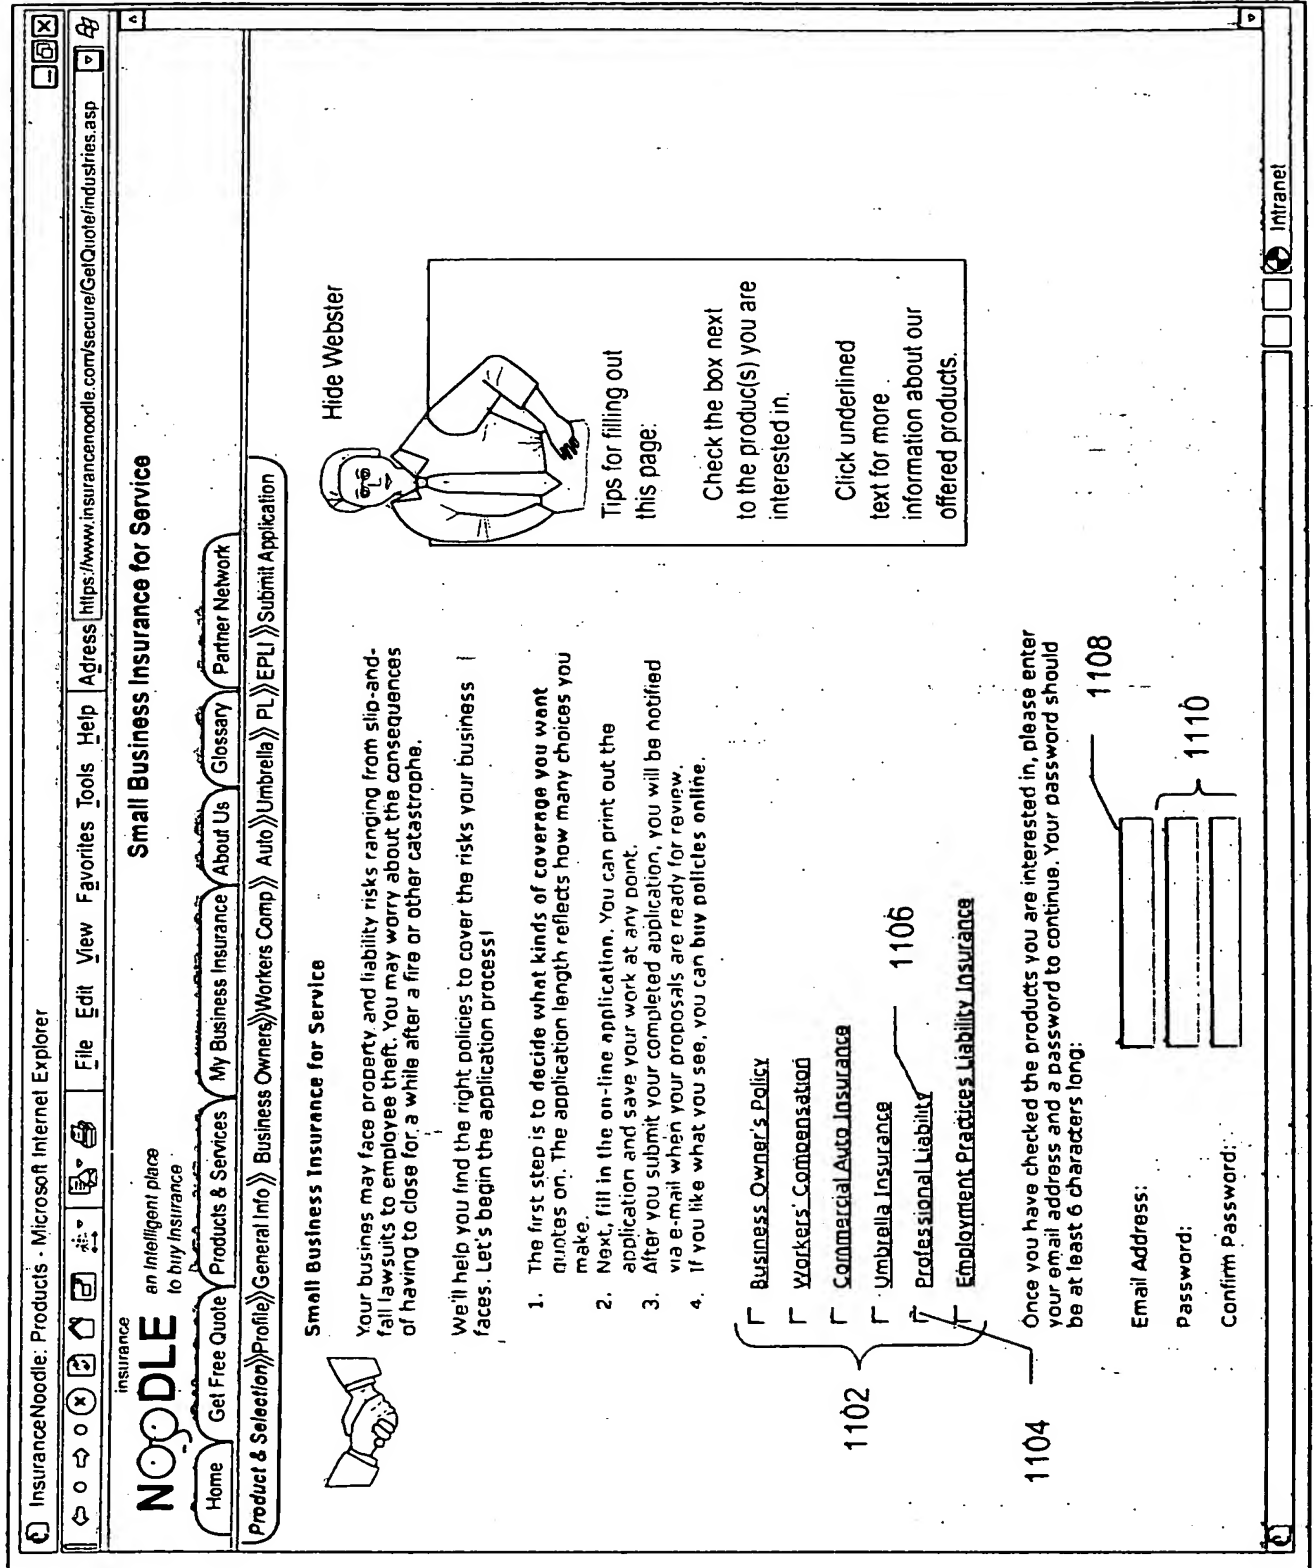 InsuranceNoodle: Products - Microsoft Internet Explorer
File Edit View Favorites Tools Help Adress https://www.insurancenoodle.com/secure/GetQuote/industries.asp
insurance
NOODLE
an intelligent place
to buy insurance
Small Business Insurance for Service
Home Get Free Quote Products & Services My Business Insurance About Us Glossary Partner Network
Product & Selection»Profile»General Info» Business Owners»Workers Comp» Auto»Umbrella» PL»EPLI»Submit Application
Small Business Insurance for Service
Your business may face property and liability risks ranging from slip-and-
fall lawsuits to employee theft. You may worry about the consequences
of having to close for a while after a fire or other catastrophe.
We'll help you find the right policies to cover the risks your business
faces. Let's begin the application process!
1. The first step is to decide what kinds of coverage you want
quotes on. The application length reflects how many choices you
make.
2. Next, fill in the on-line application. You can print out the
application and save your work at any point.
3. After you submit your completed application, you will be notified
via e-mail when your proposals are ready for review.
4. If you like what you see, you can buy policies online.
Business Owner's Policy
Workers' Compensation
Commercial Auto Insurance
Umbrella Insurance
Professional Liability
Employment Practices Liability Insurance
1102
1104
1106
Once you have checked the products you are interested in, please enter
your email address and a password to continue. Your password should
be at least 6 characters long:
Email Address:
Password:
Confirm Password:
1108
1110
Hide Webster
Tips for filling out
this page:
Check the box next
to the produc(s) you are
interested in.
Click underlined
text for more
information about our
offered products.
Intranet